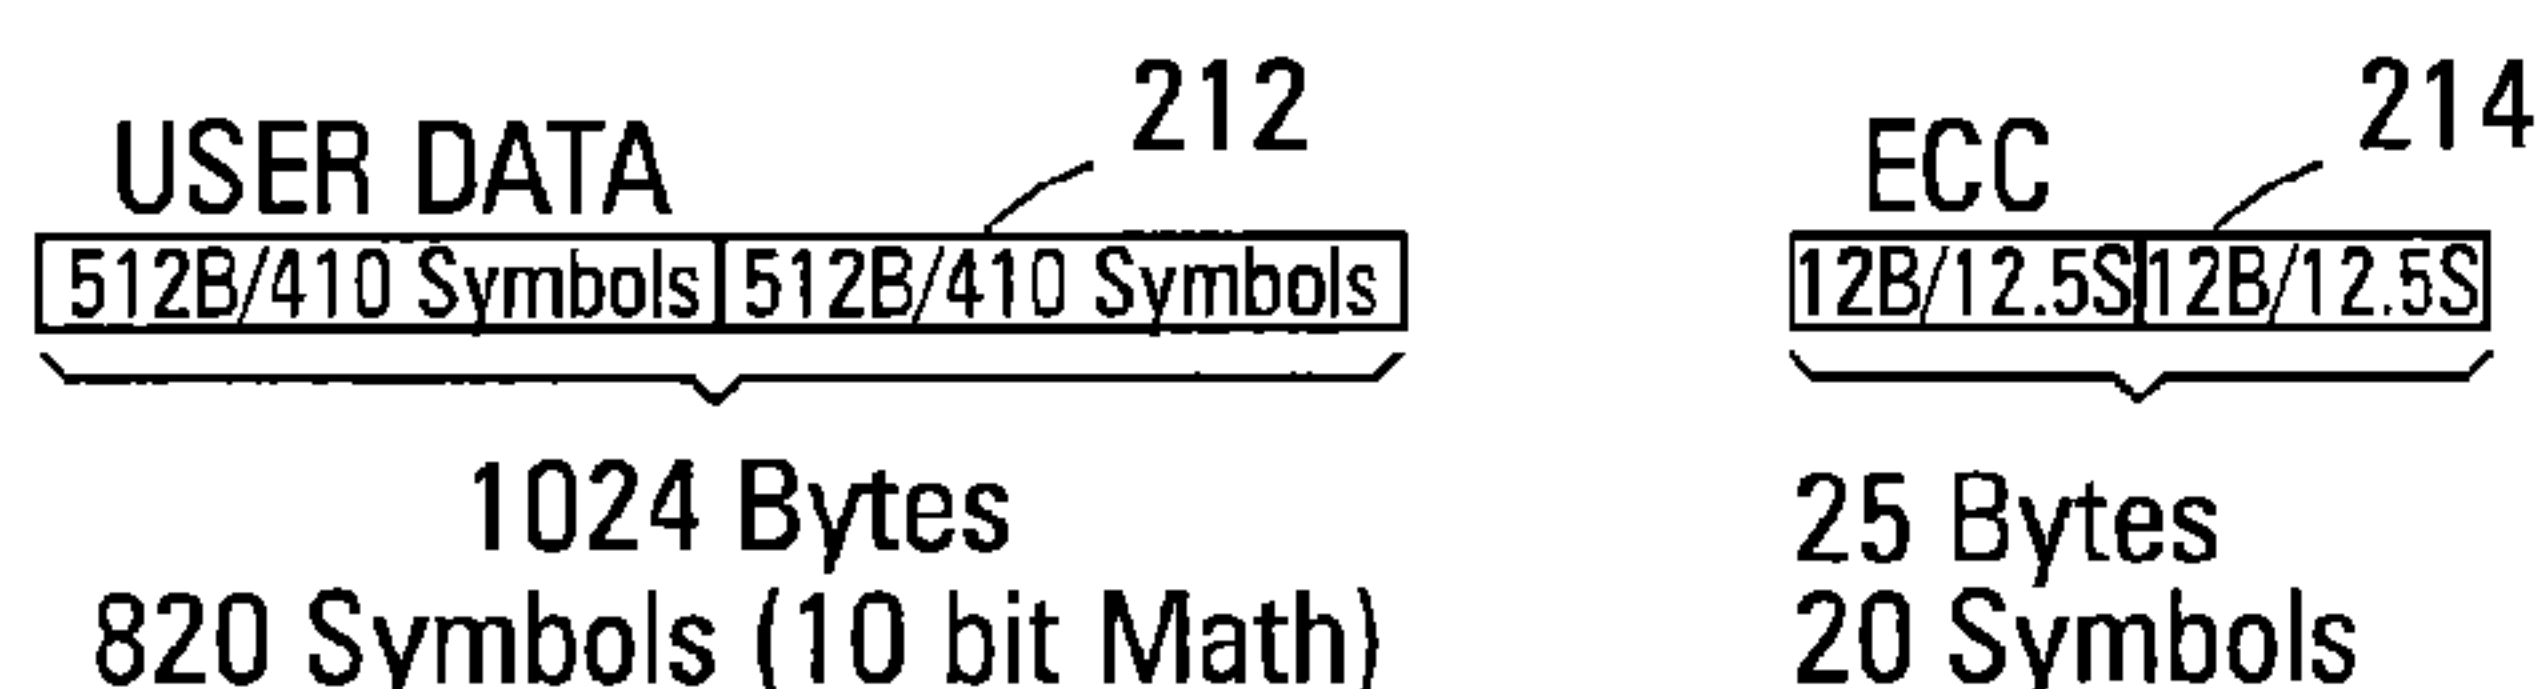 212
214
USER DATA
ECC
512B/410 Symbols 512B/410 Symbols
12B/12.5S 12B/12.5S
1024 Bytes
820 Symbols (10 bit Math)
25 Bytes
20 Symbols